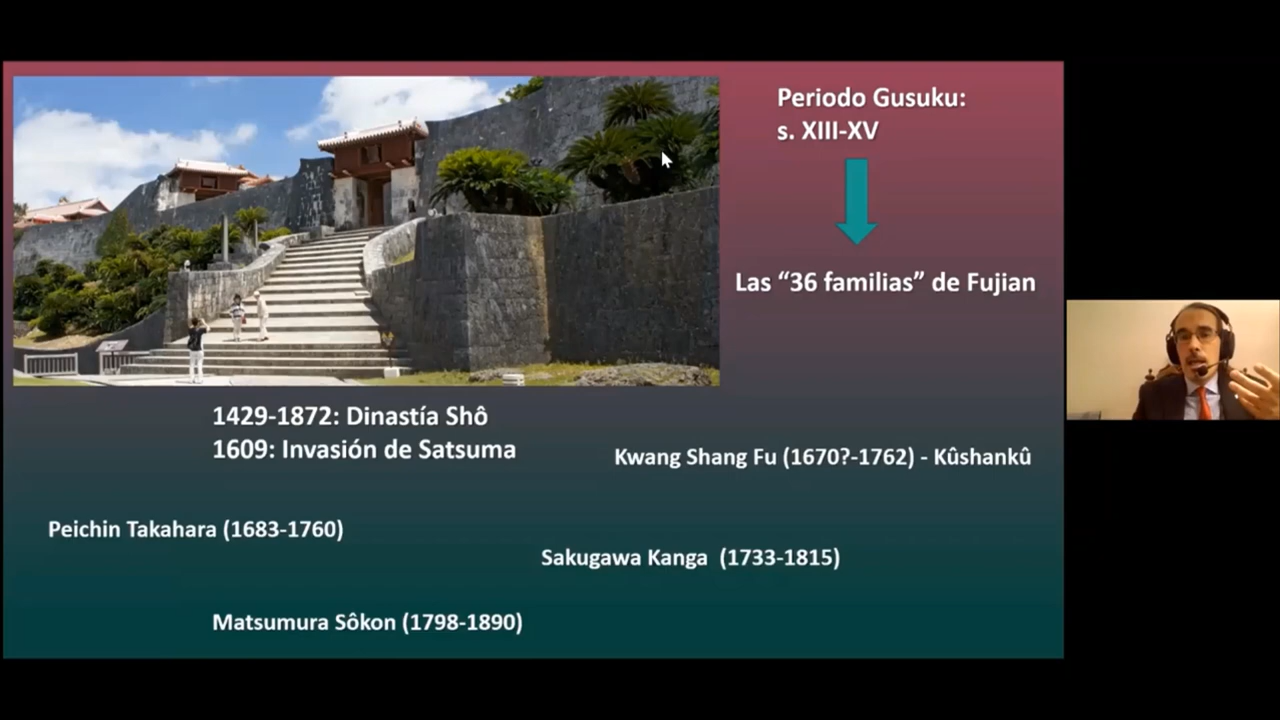 Periodo Gusuku:
s. XIII-XV
Las “36 familias” de Fujian
1429-1872: Dinastía Shô
1609: Invasión de Satsuma
Kwang Shang Fu (1670?-1762) - Kûshankû
Peichin Takahara (1683-1760)
Sakugawa Kanga (1733-1815)
Matsumura Sôkon (1798-1890)